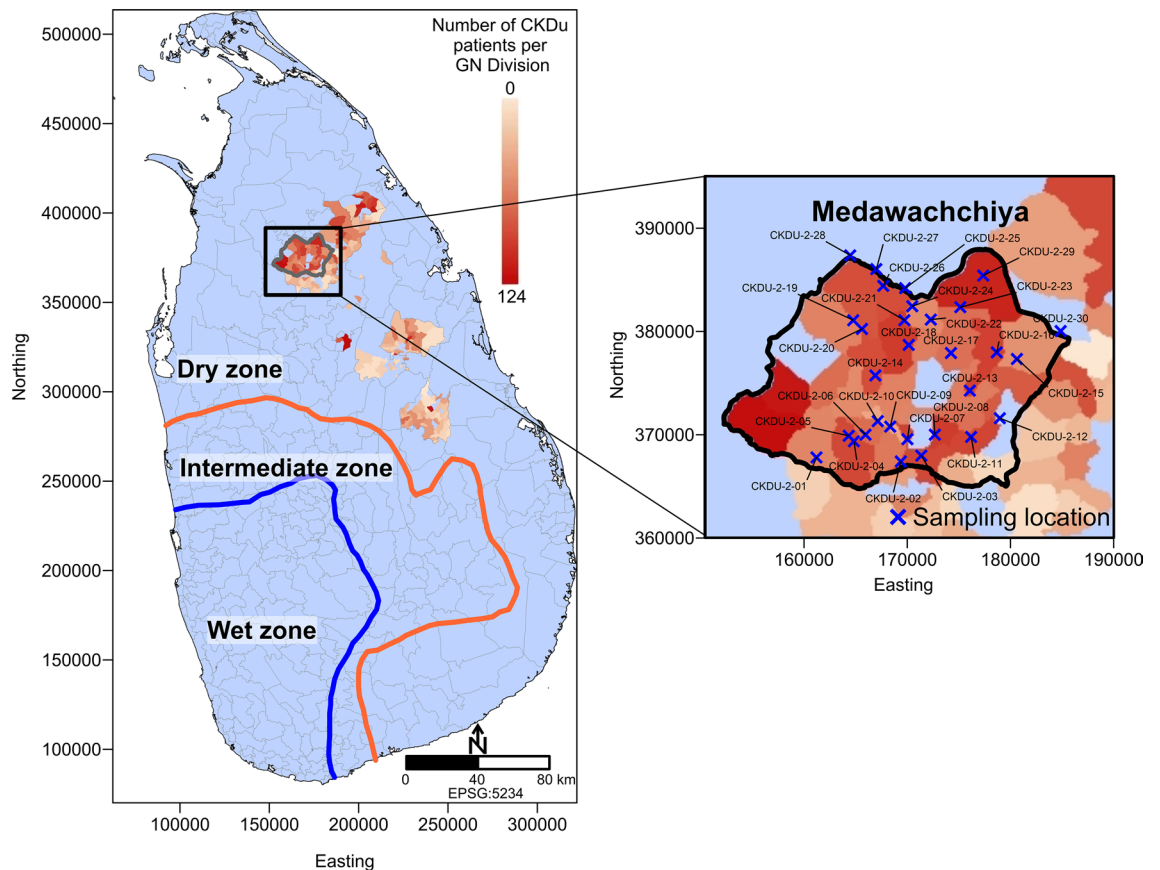 Number of CKDu
patients per
GN Division
0
124
500000
450000
400000
350000
300000
250000
200000
150000
100000
Northing
Dry zone
Intermediate zone
Wet zone
N
0 40 80 km
EPSG:5234
100000 150000 200000 250000 300000
Easting
Medawachchiya
390000
380000
370000
360000
Northing
CKDU-2-28
CKDU-2-27
CKDU-2-25
CKDU-2-29
CKDU-2-26
CKDU-2-19
CKDU-2-24
CKDU-2-23
CKDU-2-21
CKDU-2-30
CKDU-2-22
CKDU-2-18
CKDU-2-16
CKDU-2-17
CKDU-2-20
CKDU-2-14
CKDU-2-13
CKDU-2-15
CKDU-2-06
CKDU-2-10
CKDU-2-09
CKDU-2-08
CKDU-2-05
CKDU-2-07
CKDU-2-12
CKDU-2-04
CKDU-2-11
CKDU-2-01
CKDU-2-02
CKDU-2-03
Sampling location
160000 170000 180000 190000
Easting